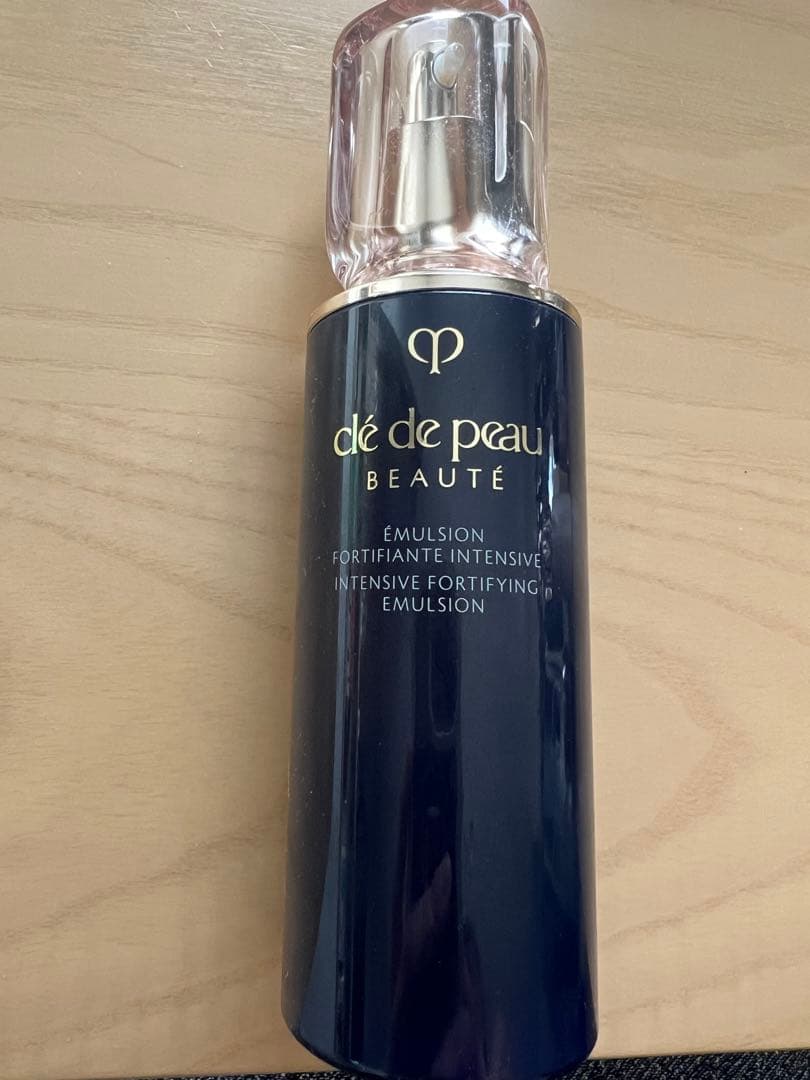 clé de peau
BEAUTÉ
ÉMULSION
FORTIFIANTE INTENSIVE
INTENSIVE FORTIFYING
EMULSION